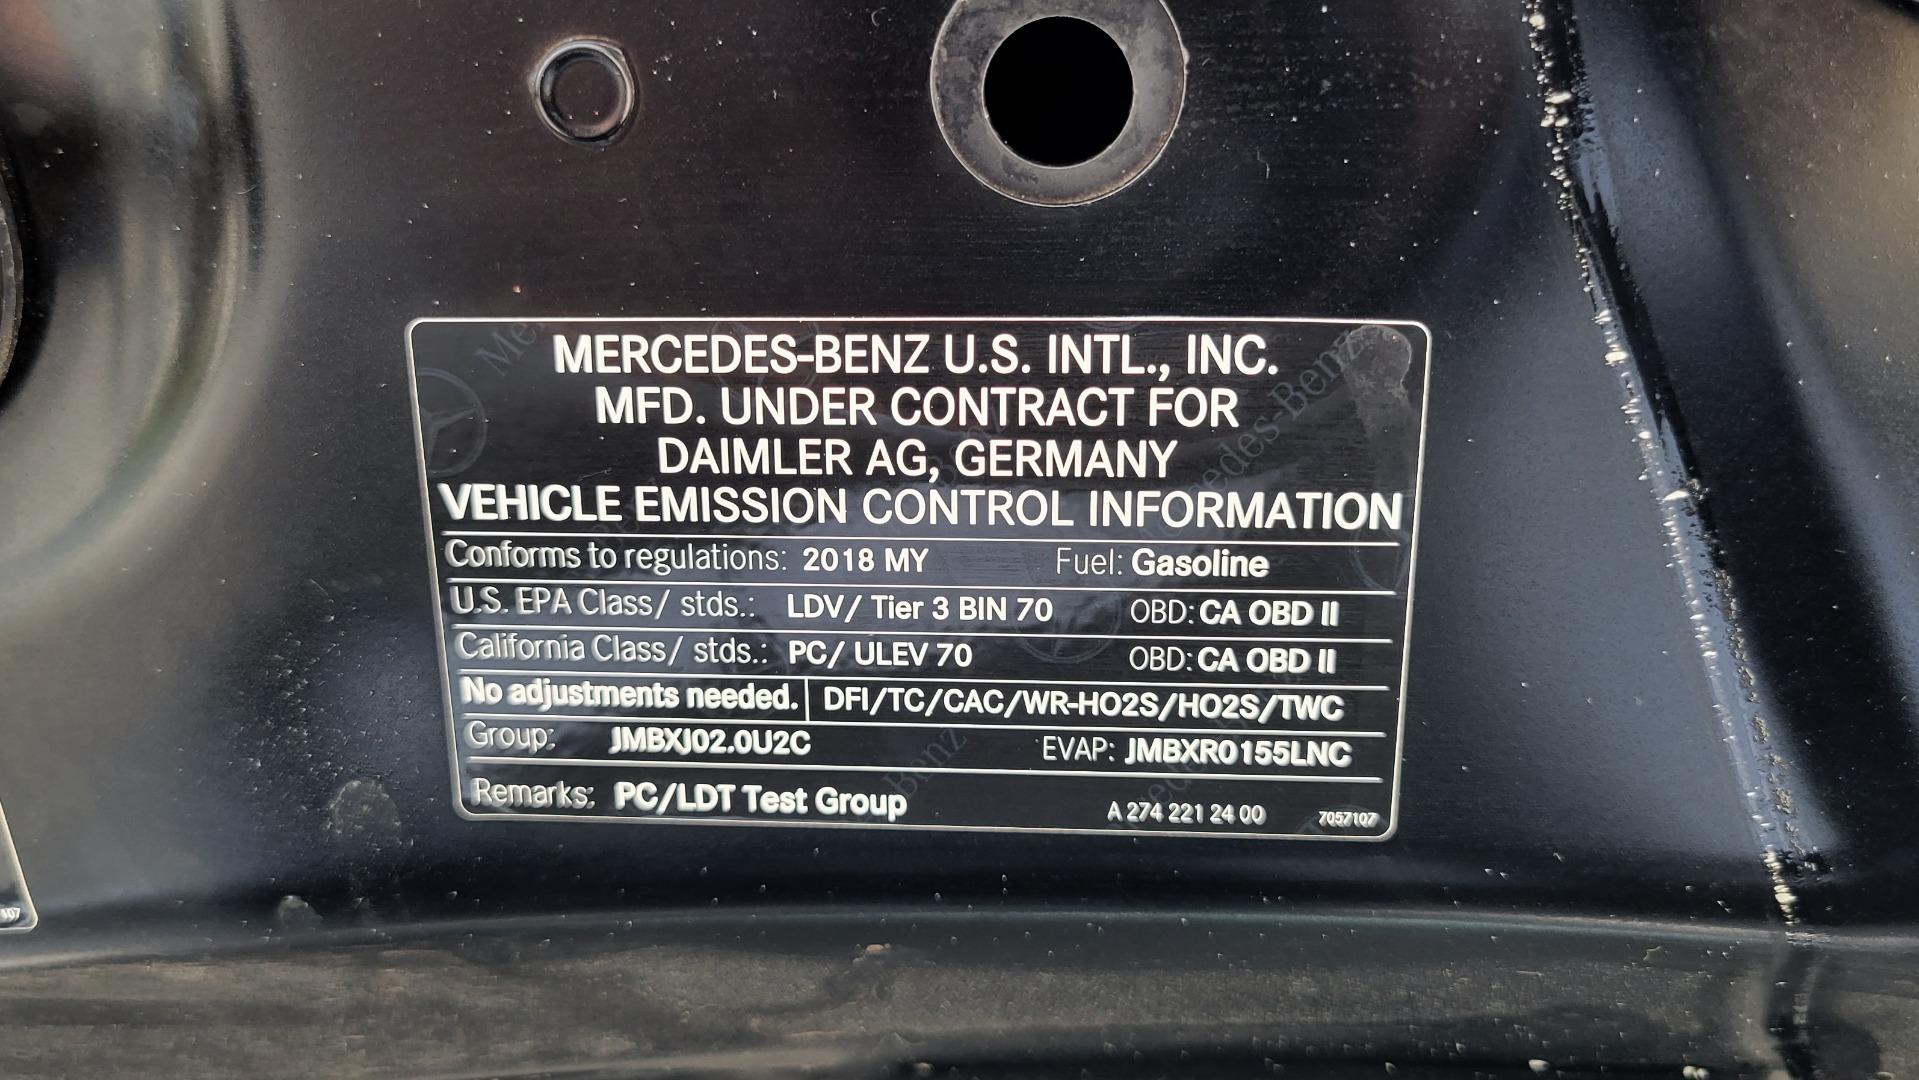 MERCEDES-BENZ U.S. INTL., INC.
MFD. UNDER CONTRACT FOR
DAIMLER AG, GERMANY
VEHICLE EMISSION CONTROL INFORMATION
Conforms to regulations: 2018 MY Fuel: Gasoline
U.S. EPA Class/ stds.: LDV/ Tier 3 BIN 70 OBD: CA OBD II
California Class/ stds.: PC/ ULEV 70 OBD: CA OBD II
No adjustments needed. DFI/TC/CAC/WR-HO2S/HO2S/TWC
Group: JMBXJ02.0U2C EVAP: JMBXR0155LNC
Remarks: PC/LDT Test Group A 274 221 24 00 7057107